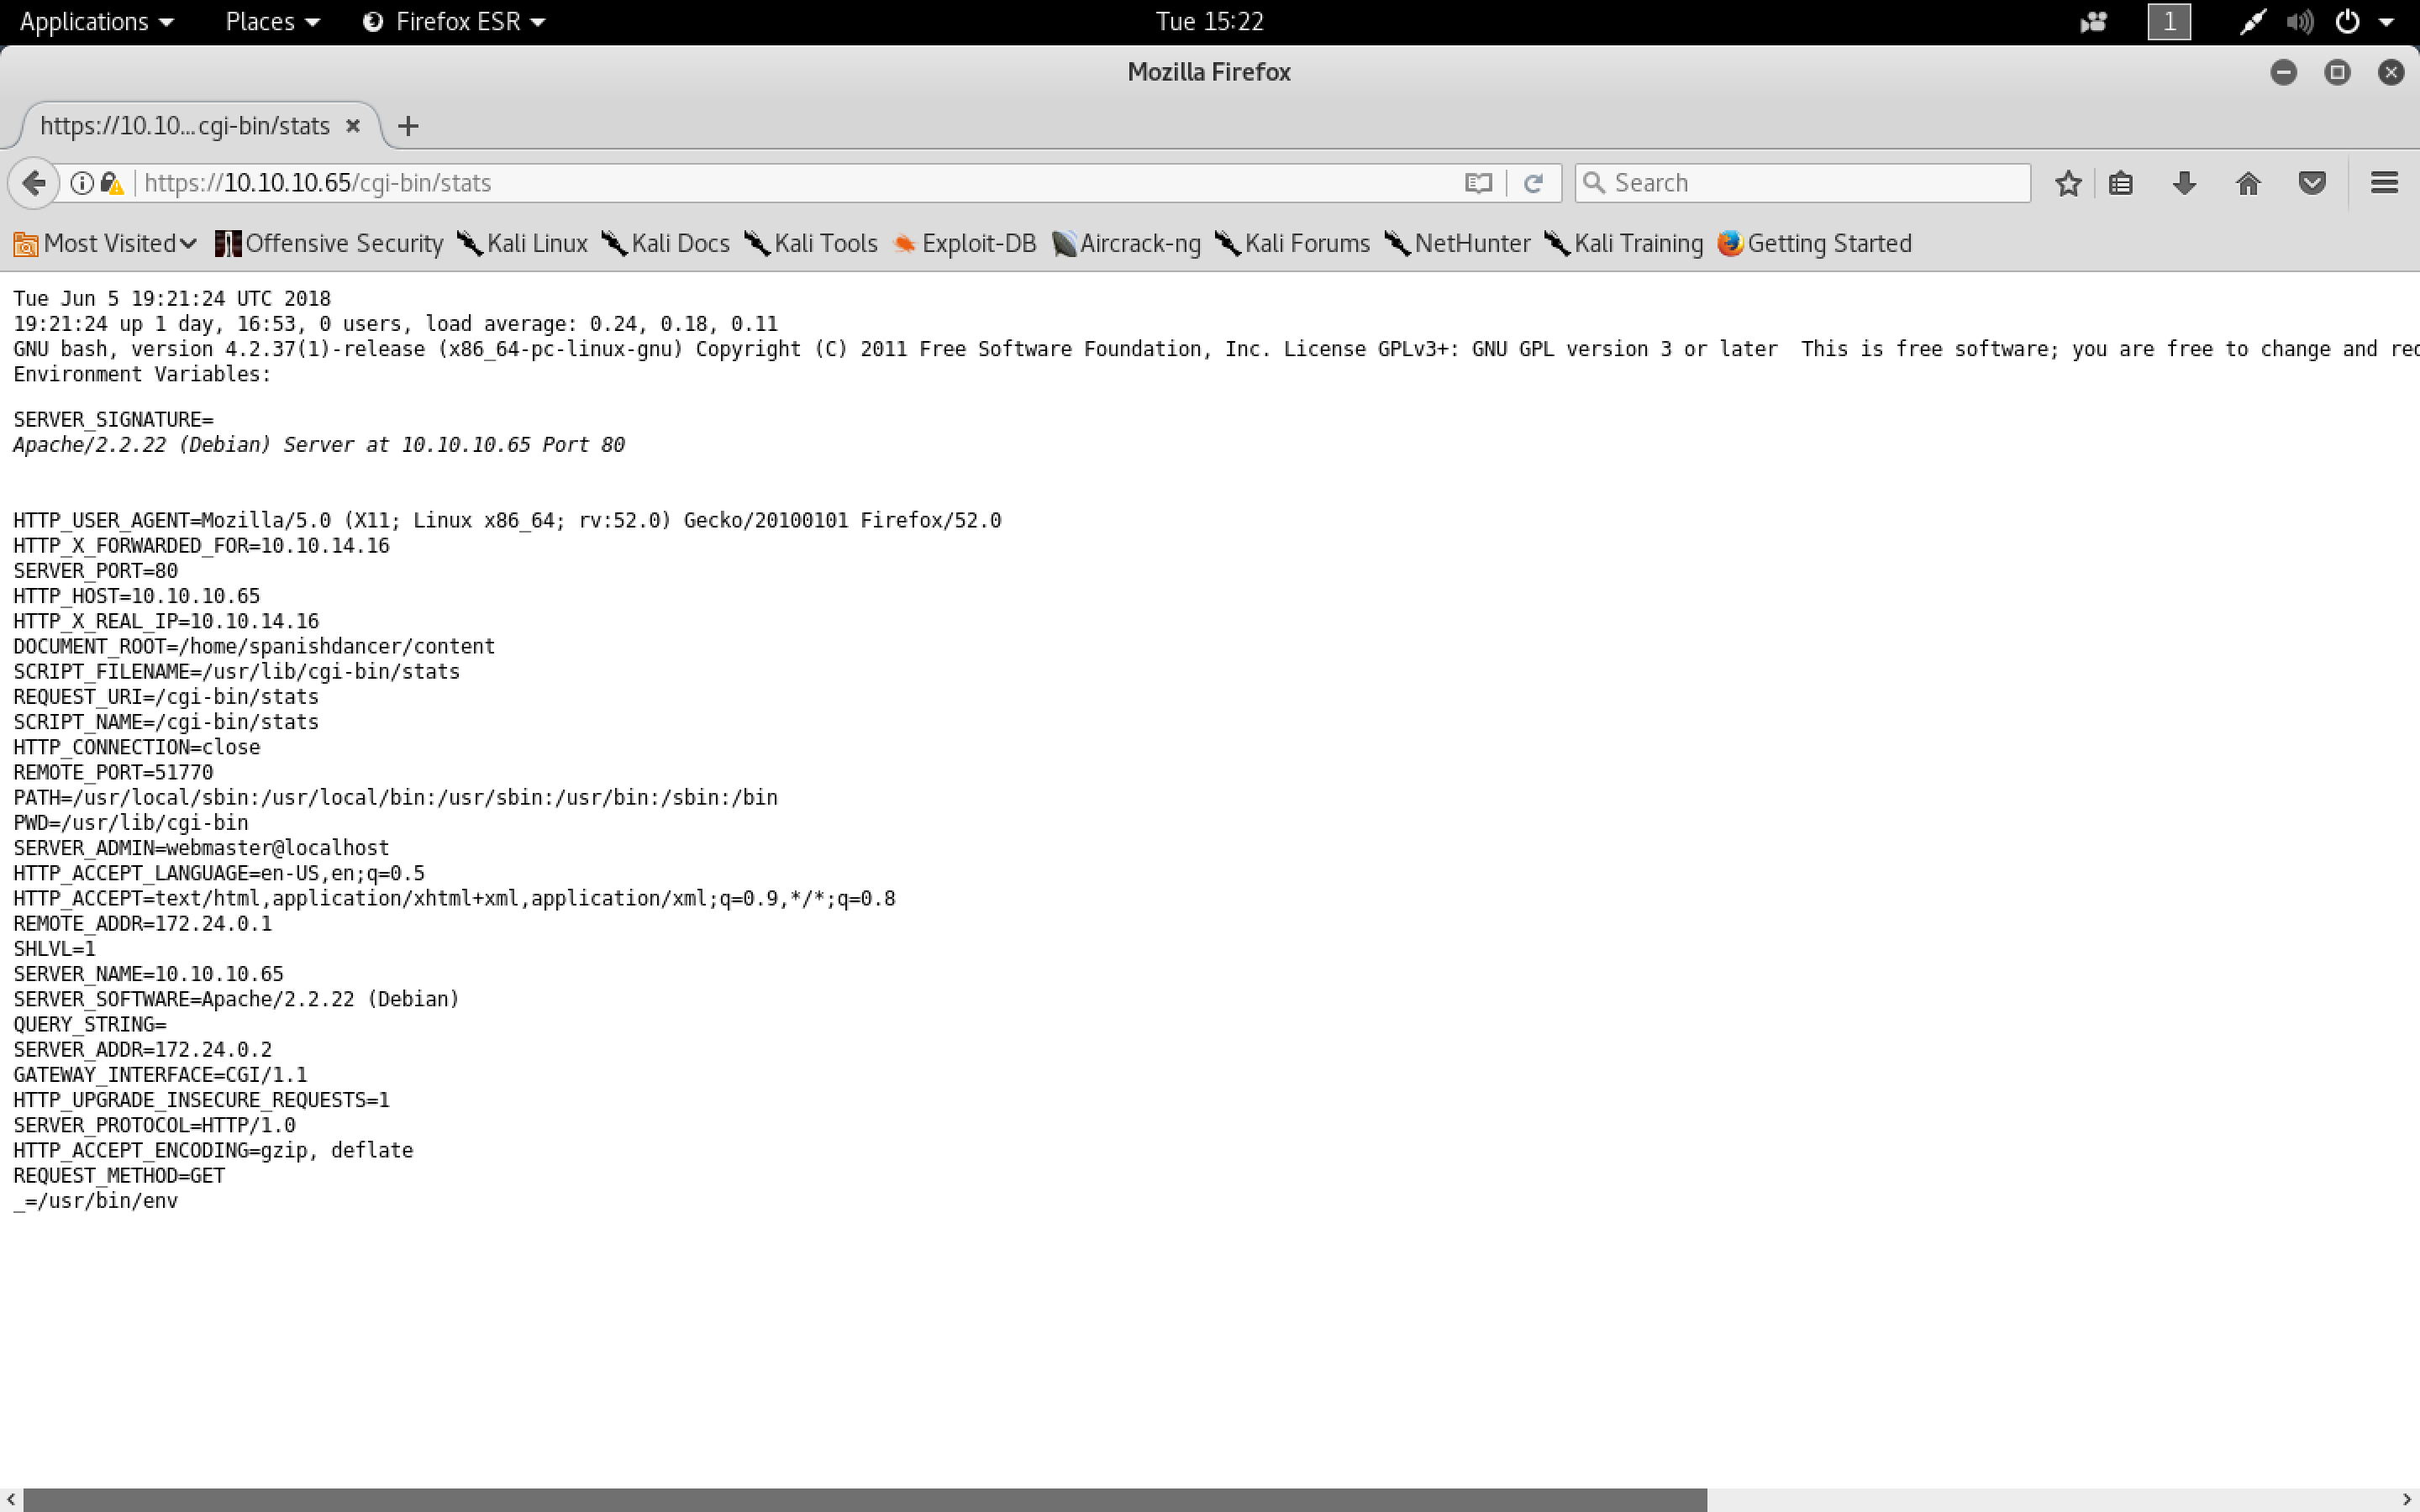 Applications Places Firefox ESR Tue 15:22 1
Mozilla Firefox
https://10.10...cgi-bin/stats
https://10.10.10.65/cgi-bin/stats Search
Most Visited Offensive Security Kali Linux Kali Docs Kali Tools Exploit-DB Aircrack-ng Kali Forums NetHunter Kali Training Getting Started
Tue Jun 5 19:21:24 UTC 2018
19:21:24 up 1 day, 16:53, 0 users, load average: 0.24, 0.18, 0.11
GNU bash, version 4.2.37(1)-release (x86_64-pc-linux-gnu) Copyright (C) 2011 Free Software Foundation, Inc. License GPLv3+: GNU GPL version 3 or later  This is free software; you are free to change and
Environment Variables:
SERVER_SIGNATURE=
Apache/2.2.22 (Debian) Server at 10.10.10.65 Port 80
HTTP_USER_AGENT=Mozilla/5.0 (X11; Linux x86_64; rv:52.0) Gecko/20100101 Firefox/52.0
HTTP_X_FORWARDED_FOR=10.10.14.16
SERVER_PORT=80
HTTP_HOST=10.10.10.65
HTTP_X_REAL_IP=10.10.14.16
DOCUMENT_ROOT=/home/spanishdancer/content
SCRIPT_FILENAME=/usr/lib/cgi-bin/stats
REQUEST_URI=/cgi-bin/stats
SCRIPT_NAME=/cgi-bin/stats
HTTP_CONNECTION=close
REMOTE_PORT=51770
PATH=/usr/local/sbin:/usr/local/bin:/usr/sbin:/usr/bin:/sbin:/bin
PWD=/usr/lib/cgi-bin
SERVER_ADMIN=webmaster@localhost
HTTP_ACCEPT_LANGUAGE=en-US,en;q=0.5
HTTP_ACCEPT=text/html,application/xhtml+xml,application/xml;q=0.9,*/*;q=0.8
REMOTE_ADDR=172.24.0.1
SHLVL=1
SERVER_NAME=10.10.10.65
SERVER_SOFTWARE=Apache/2.2.22 (Debian)
QUERY_STRING=
SERVER_ADDR=172.24.0.2
GATEWAY_INTERFACE=CGI/1.1
HTTP_UPGRADE_INSECURE_REQUESTS=1
SERVER_PROTOCOL=HTTP/1.0
HTTP_ACCEPT_ENCODING=gzip, deflate
REQUEST_METHOD=GET
_=/usr/bin/env